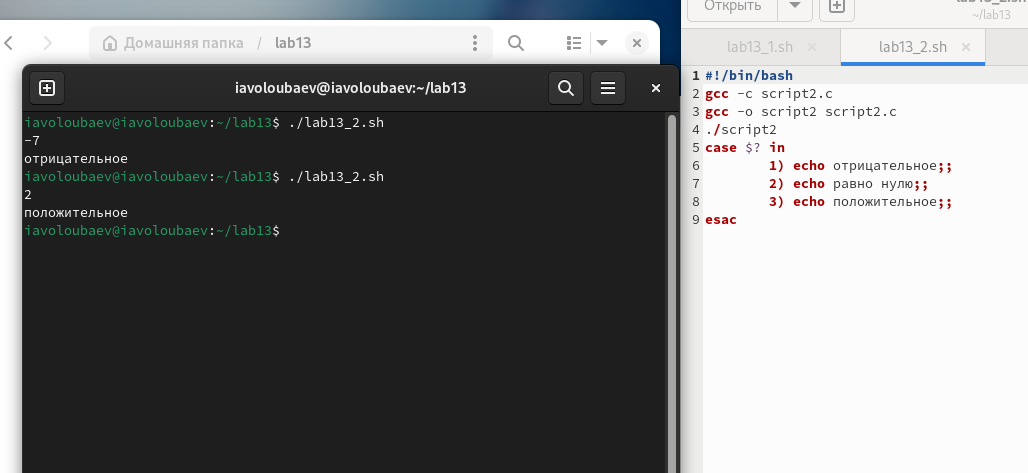 Домашняя папка / lab13
iavoloubaev@iavoloubaev:~/lab13
iavoloubaev@iavoloubaev:~/lab13$ ./lab13_2.sh
-7
отрицательное
iavoloubaev@iavoloubaev:~/lab13$ ./lab13_2.sh
2
положительное
iavoloubaev@iavoloubaev:~/lab13$
Открыть
lab13_2.sh
~/lab13
lab13_1.sh
lab13_2.sh
1 #!/bin/bash
2 gcc -c script2.c
3 gcc -o script2 script2.c
4 ./script2
5 case $? in
6 1) echo отрицательное;;
7 2) echo равно нулю;;
8 3) echo положительное;;
9 esac